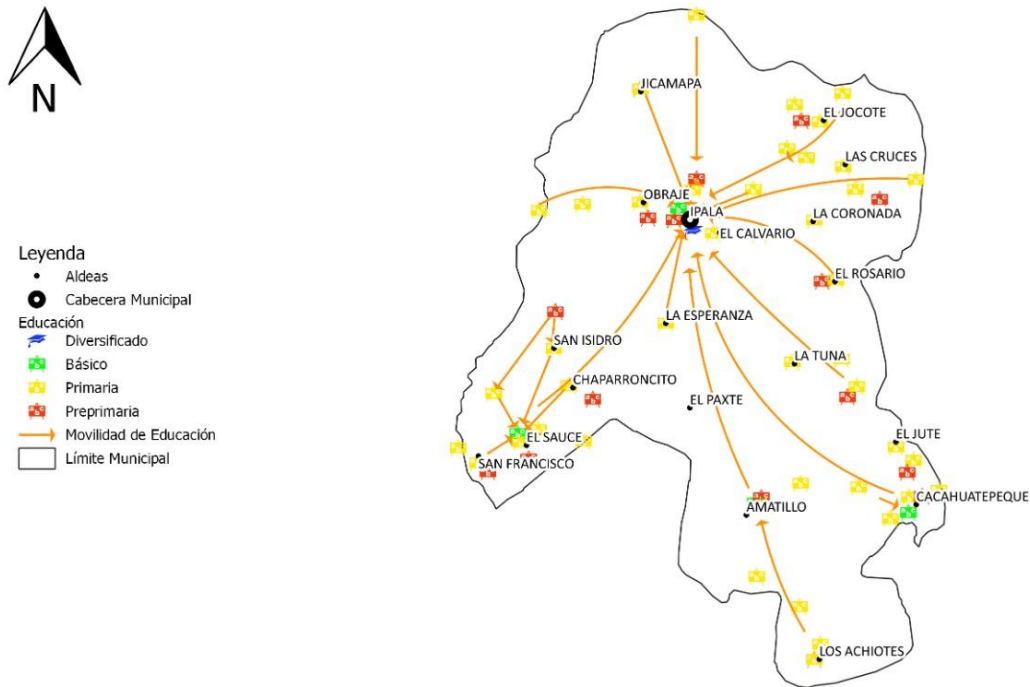 N
JICAMAPA
EL JOCOTE
LAS CRUCES
OBRAJE
IPALA
LA CORONADA
EL CALVARIO
Leyenda
Aldeas
EL ROSARIO
Cabecera Municipal
Educación
LA ESPERANZA
Diversificado
SAN ISIDRO
Básico
LA TUNA
Primaria
CHAPARRONCITO
Preprimaria
EL PAXTE
Movilidad de Educación
EL SAUCE
EL JUTE
Límite Municipal
SAN FRANCISCO
CACAHUATEPEQUE
AMATILLO
LOS ACHIOTES